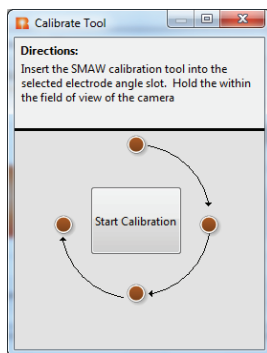 Calibrate Tool
Directions:
Insert the SMAW calibration tool into the
selected electrode angle slot. Hold the within
the field of view of the camera
Start Calibration